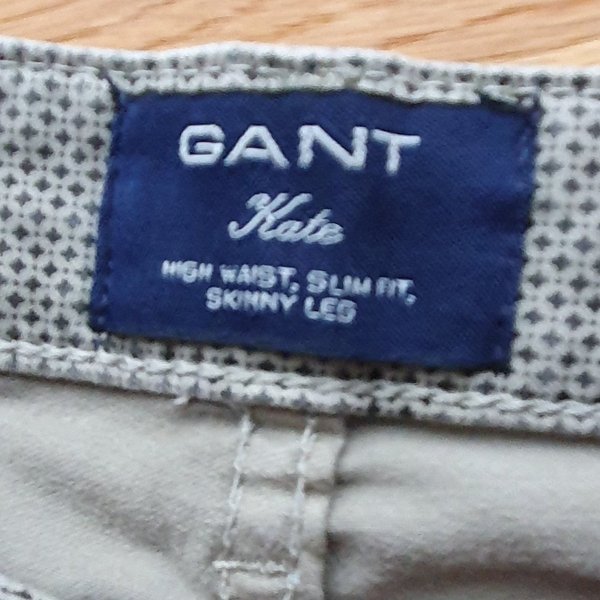 GANT
Kate
HIGH WAIST, SLIM FIT,
SKINNY LEG